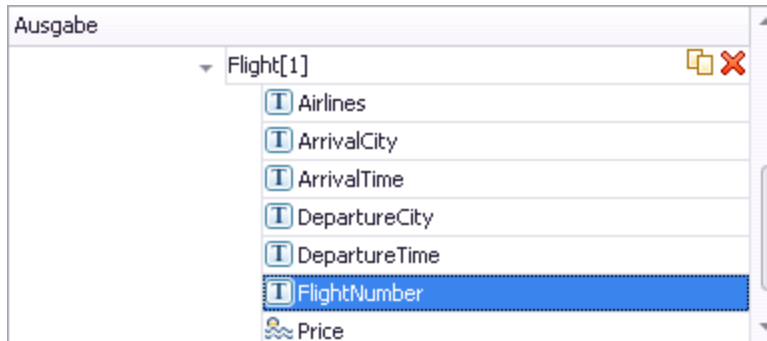 Ausgabe
Flight[1]
T Airlines
T ArrivalCity
T ArrivalTime
T DepartureCity
T DepartureTime
T FlightNumber
Price